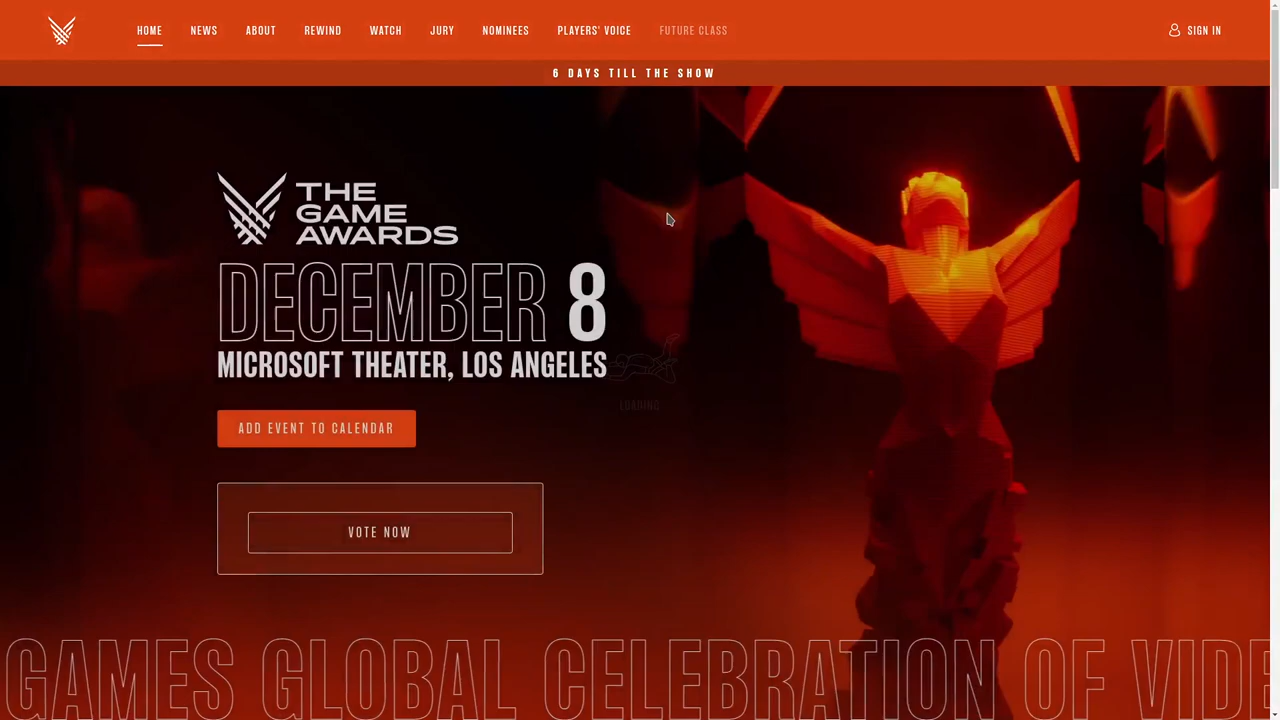 HOME NEWS ABOUT REWIND WATCH JURY NOMINEES PLAYERS' VOICE FUTURE CLASS SIGN IN
6 DAYS TILL THE SHOW
THE
GAME
AWARDS
DECEMBER 8
MICROSOFT THEATER, LOS ANGELES
LOADING
ADD EVENT TO CALENDAR
VOTE NOW
GAMES GLOBAL CELEBRATION OF VIDE